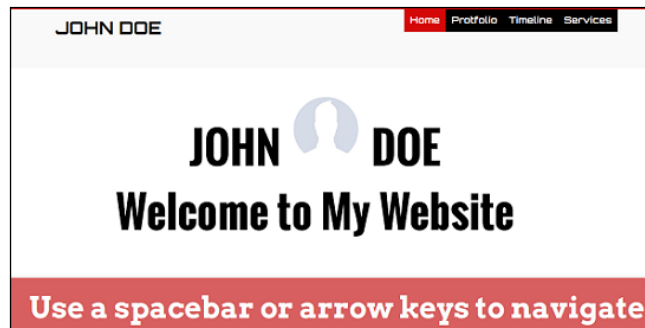 JOHN DOE
Home Protfolio Timeline Services
JOHN DOE
Welcome to My Website
Use a spacebar or arrow keys to navigate